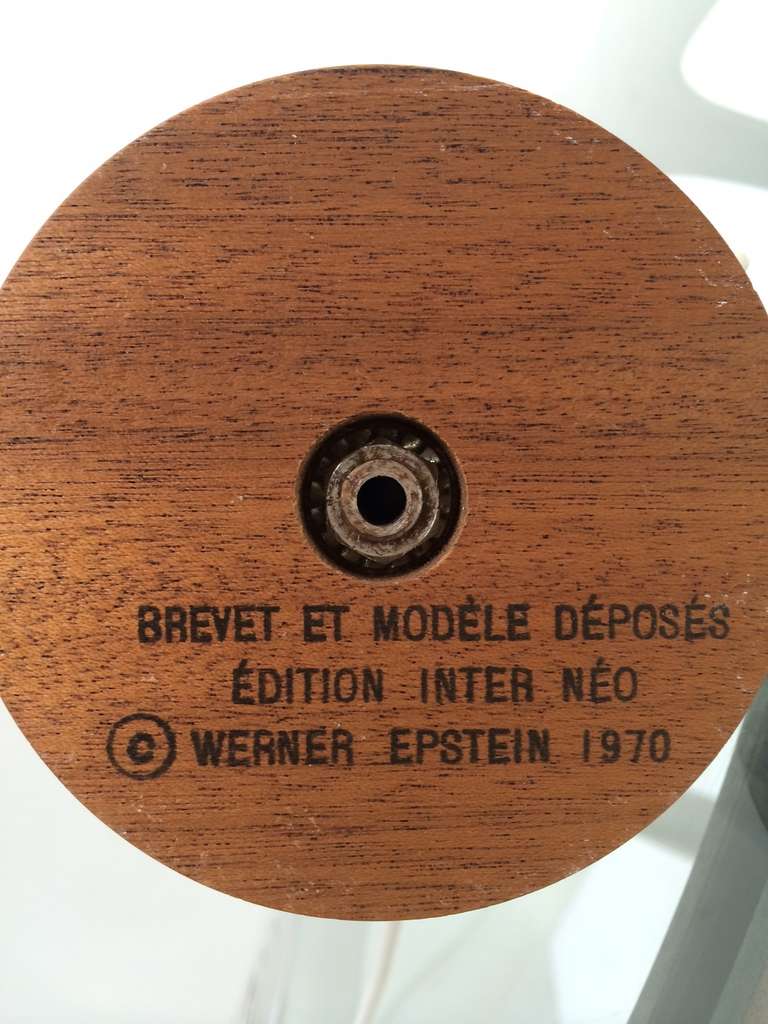 BREVET ET MODÈLE DÉPOSÉS
ÉDITION INTER NÉO
© WERNER EPSTEIN 1970